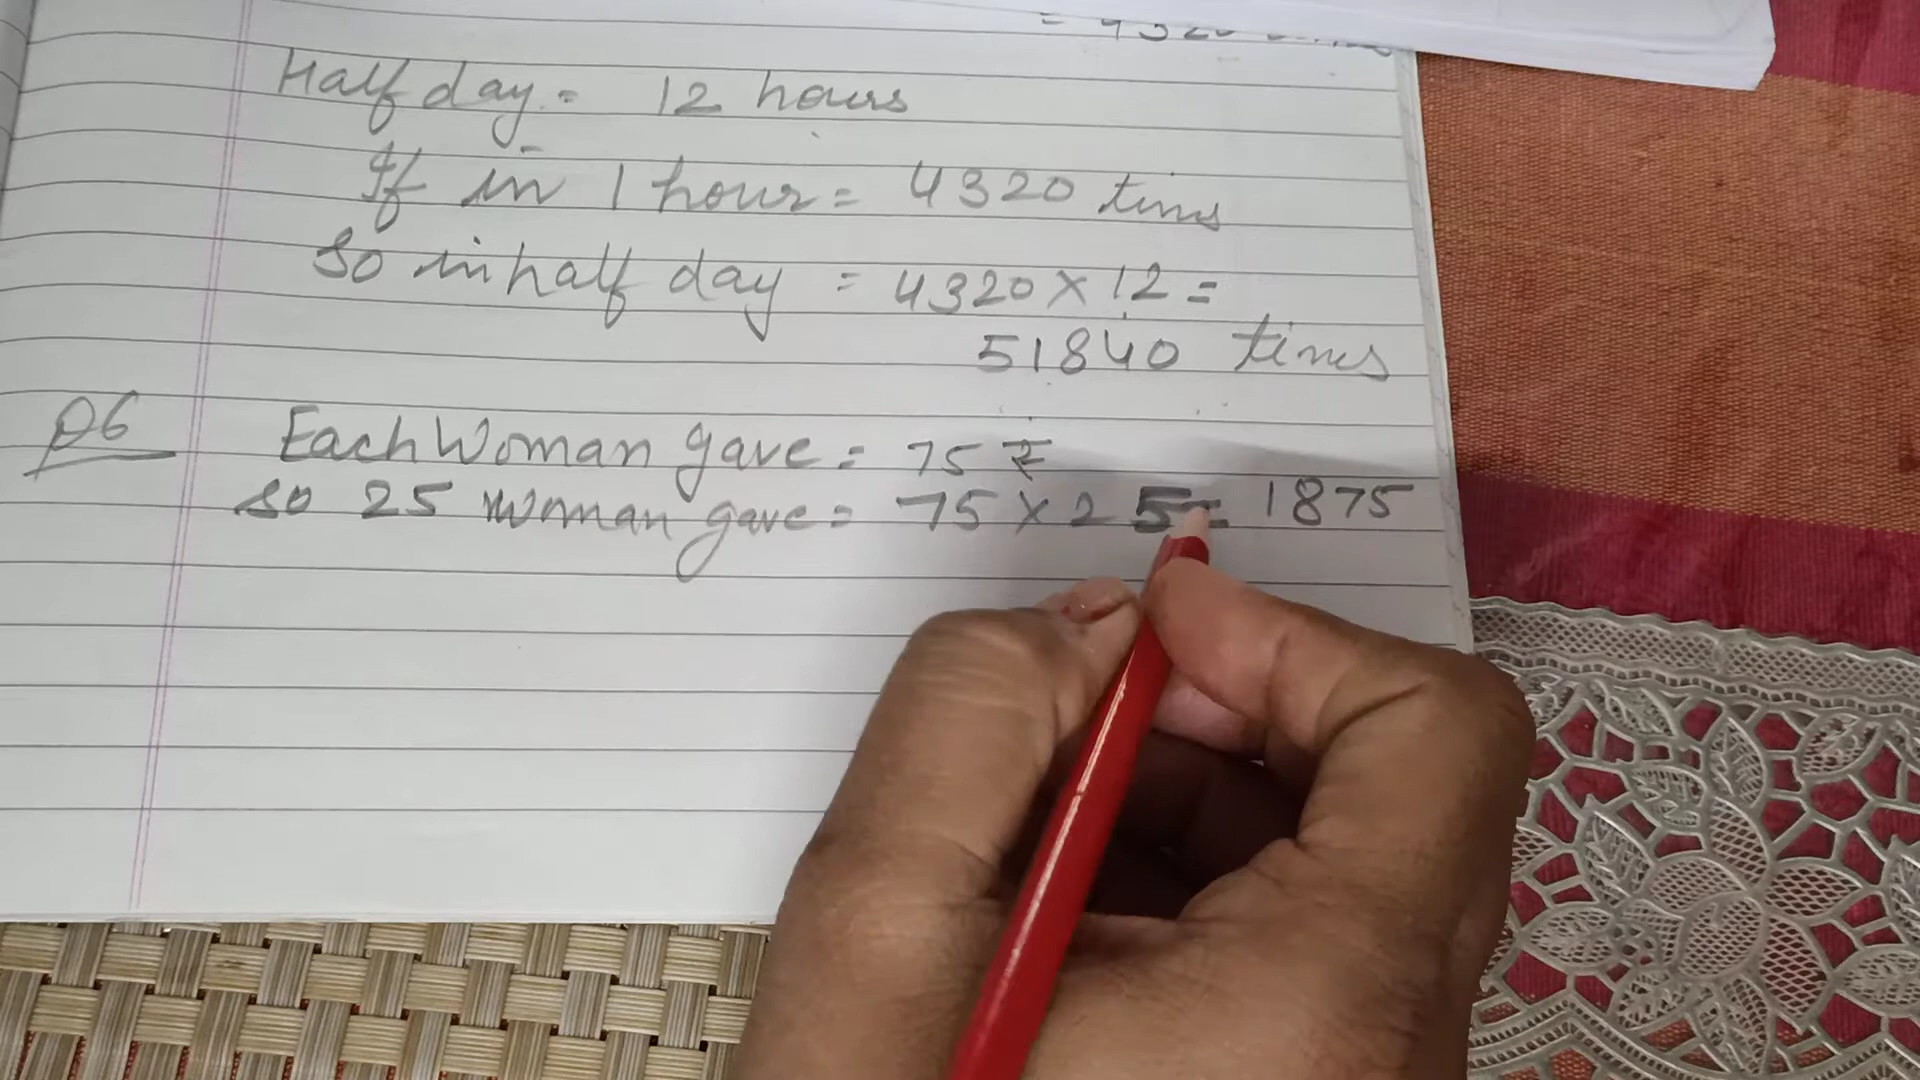 = 4320
Half day = 12 hours
If in 1 hour = 4320 times
So in half day = 4320 × 12 =
51840 times
Q6 Each Woman gave = 75 ₹
so 25 woman gave = 75 × 25 = 1875